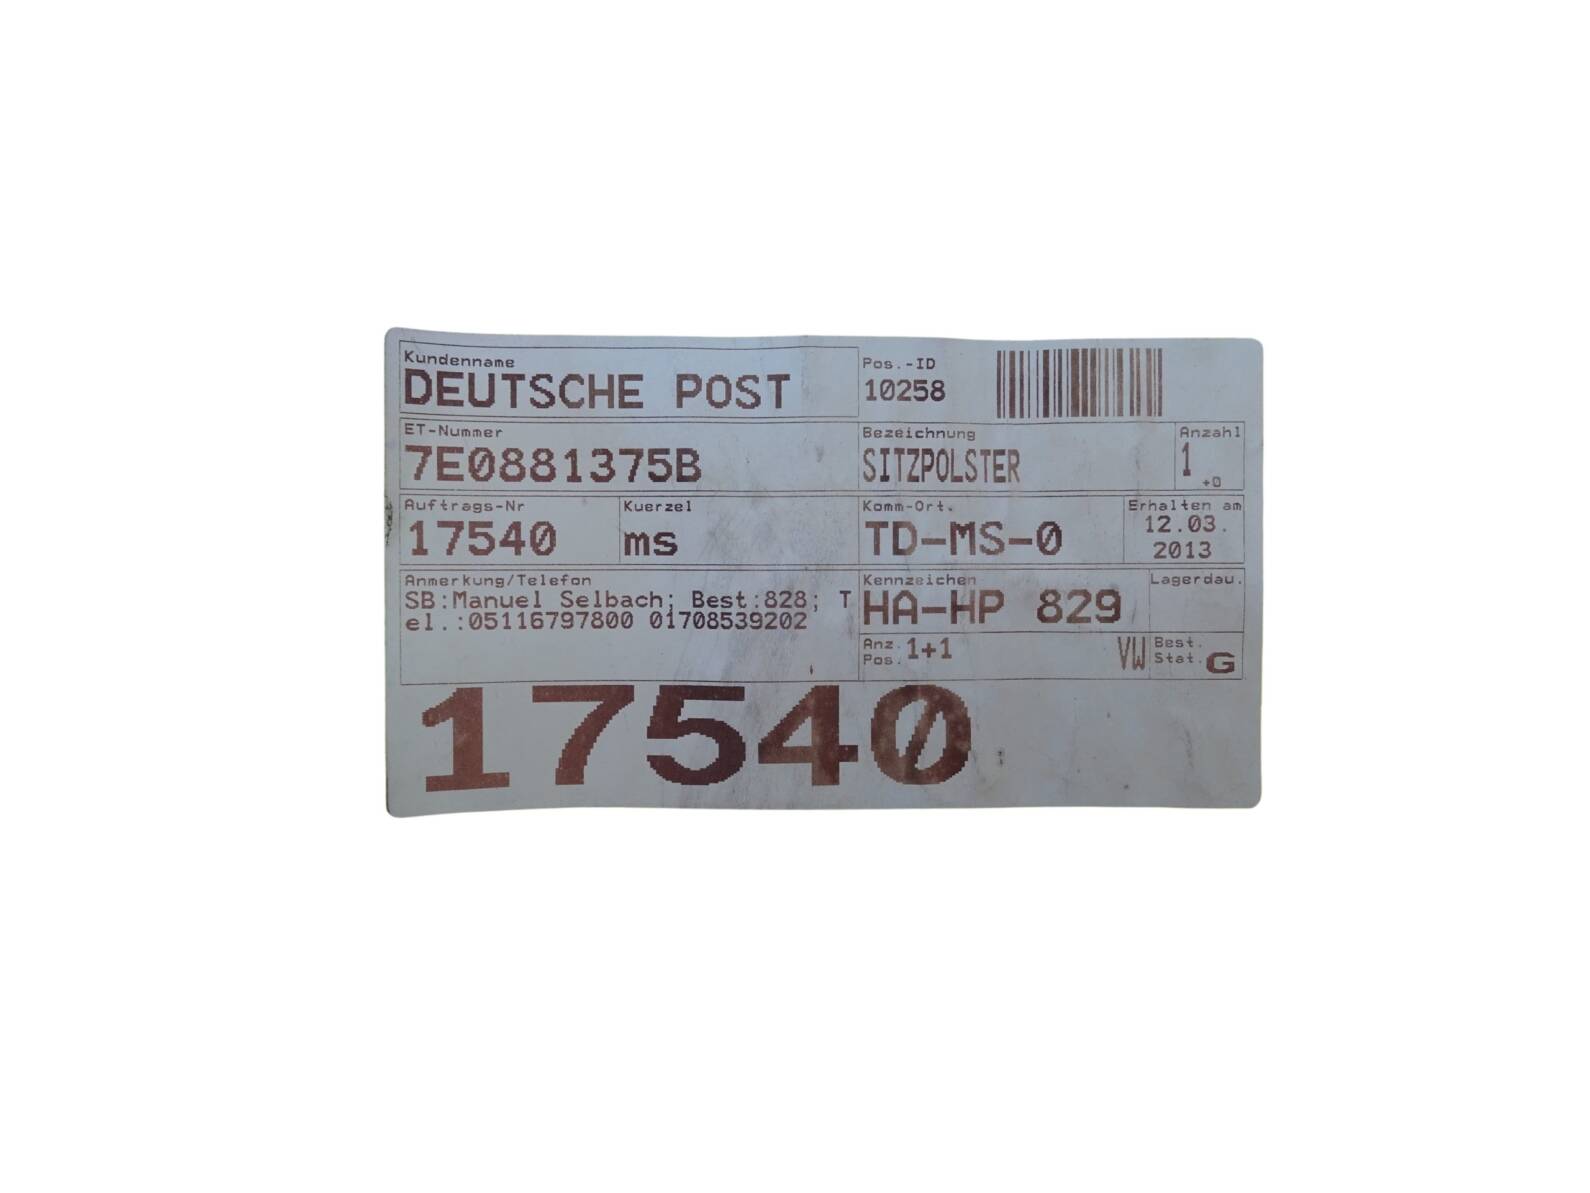 Kundenname
DEUTSCHE POST
Pos.-ID
10258
ET-Nummer
7E0881375B
Bezeichnung
SITZPOLSTER
Anzahl
1 +0
Auftrags-Nr
17540
Kuerzel
ms
Komm-Ort.
TD-MS-0
Erhalten am
12.03.
2013
Anmerkung/Telefon
SB:Manuel Selbach; Best:828; T
el.:05116797800 01708539202
Kennzeichen
HA-HP 829
Lagerdau.
Anz.
Pos. 1+1
VW
Best.
Stat. G
17540